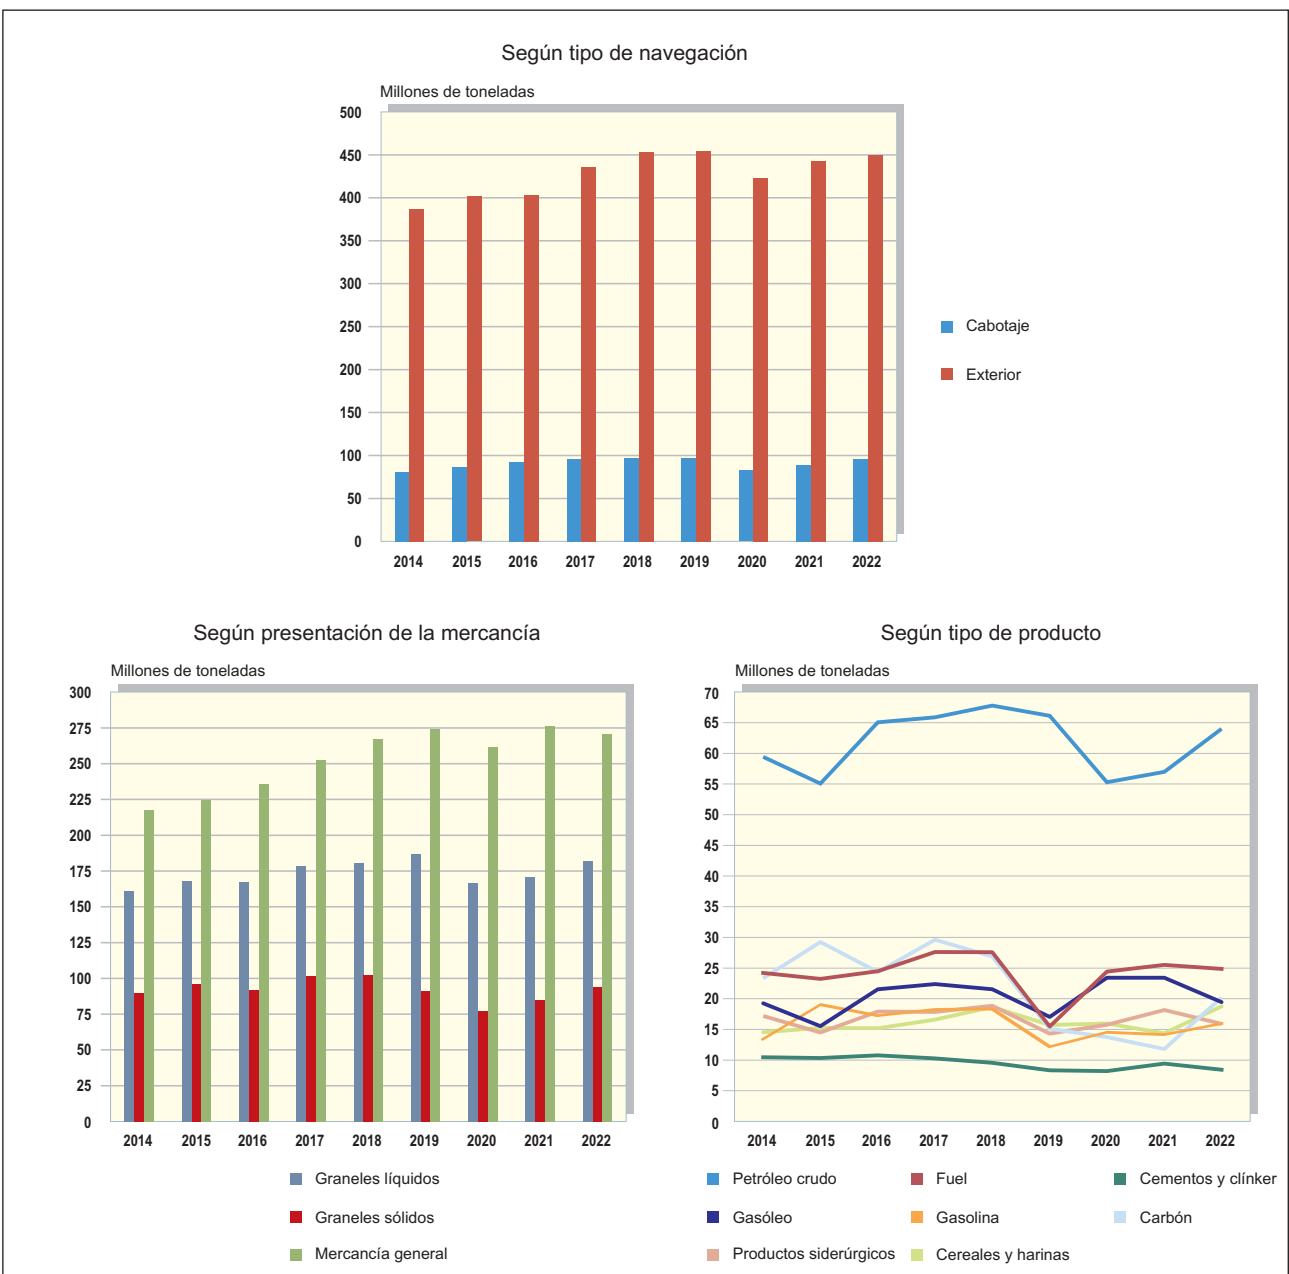 Según tipo de navegación
Millones de toneladas
500
450
400
350
300
250
200
150
100
50
0
2014 2015 2016 2017 2018 2019 2020 2021 2022
Cabotaje
Exterior
Según presentación de la mercancía
Millones de toneladas
300
275
250
225
200
175
150
125
100
75
50
25
0
2014 2015 2016 2017 2018 2019 2020 2021 2022
Graneles líquidos
Graneles sólidos
Mercancía general
Según tipo de producto
Millones de toneladas
70
65
60
55
50
45
40
35
30
25
20
15
10
5
0
2014 2015 2016 2017 2018 2019 2020 2021 2022
Petróleo crudo Fuel Cementos y clínker
Gasóleo Gasolina Carbón
Productos siderúrgicos Cereales y harinas